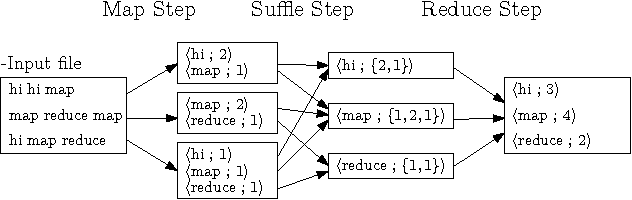 Map Step
Suffle Step
Reduce Step
-Input file
hi hi map
map reduce map
hi map reduce
⟨hi ; 2⟩
⟨map ; 1⟩
⟨map ; 2⟩
⟨reduce ; 1⟩
⟨hi ; 1⟩
⟨map ; 1⟩
⟨reduce ; 1⟩
⟨hi ; {2,1}⟩
⟨map ; {1,2,1}⟩
⟨reduce ; {1,1}⟩
⟨hi ; 3⟩
⟨map ; 4⟩
⟨reduce ; 2⟩